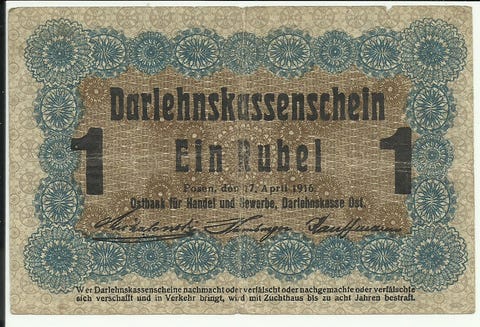 Darlehnskassenschein
1 Ein Rubel 1
Posen, den 17. April 1916.
Ostbank für Handel und Gewerbe, Darlehnskasse Ost.
Wer Darlehnskassenscheine nachmacht oder verfälscht oder nachgemachte oder verfälschte
sich verschafft und in Verkehr bringt, wird mit Zuchthaus bis zu acht Jahren bestraft.